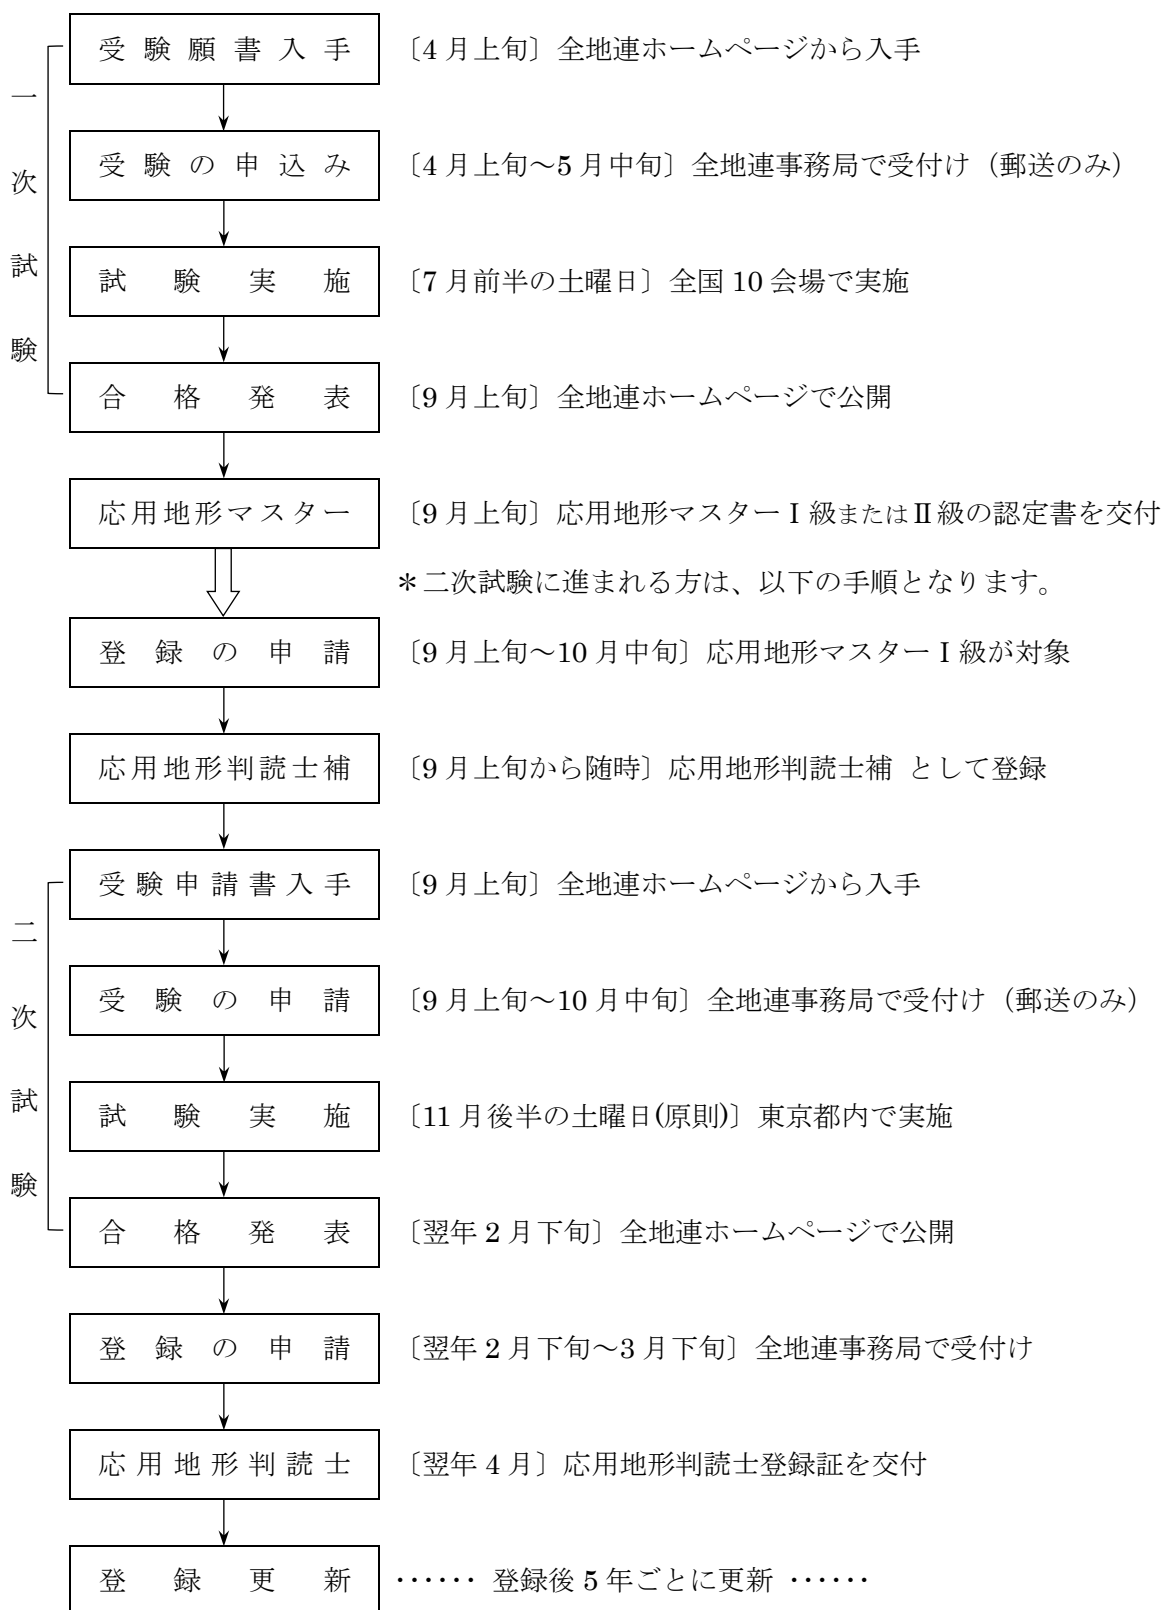 一次試験
受験願書入手 〔4月上旬〕全地連ホームページから入手
受験の申込み 〔4月上旬～5月中旬〕全地連事務局で受付け（郵送のみ）
試験実施 〔7月前半の土曜日〕全国10会場で実施
合格発表 〔9月上旬〕全地連ホームページで公開
応用地形マスター 〔9月上旬〕応用地形マスターⅠ級またはⅡ級の認定書を交付
＊二次試験に進まれる方は、以下の手順となります。
登録の申請 〔9月上旬～10月中旬〕応用地形マスターⅠ級が対象
応用地形判読士補 〔9月上旬から随時〕応用地形判読士補 として登録
二次試験
受験申請書入手 〔9月上旬〕全地連ホームページから入手
受験の申請 〔9月上旬～10月中旬〕全地連事務局で受付け（郵送のみ）
試験実施 〔11月後半の土曜日(原則)〕東京都内で実施
合格発表 〔翌年2月下旬〕全地連ホームページで公開
登録の申請 〔翌年2月下旬～3月下旬〕全地連事務局で受付け
応用地形判読士 〔翌年4月〕応用地形判読士登録証を交付
登録更新 ‥‥‥ 登録後5年ごとに更新 ‥‥‥